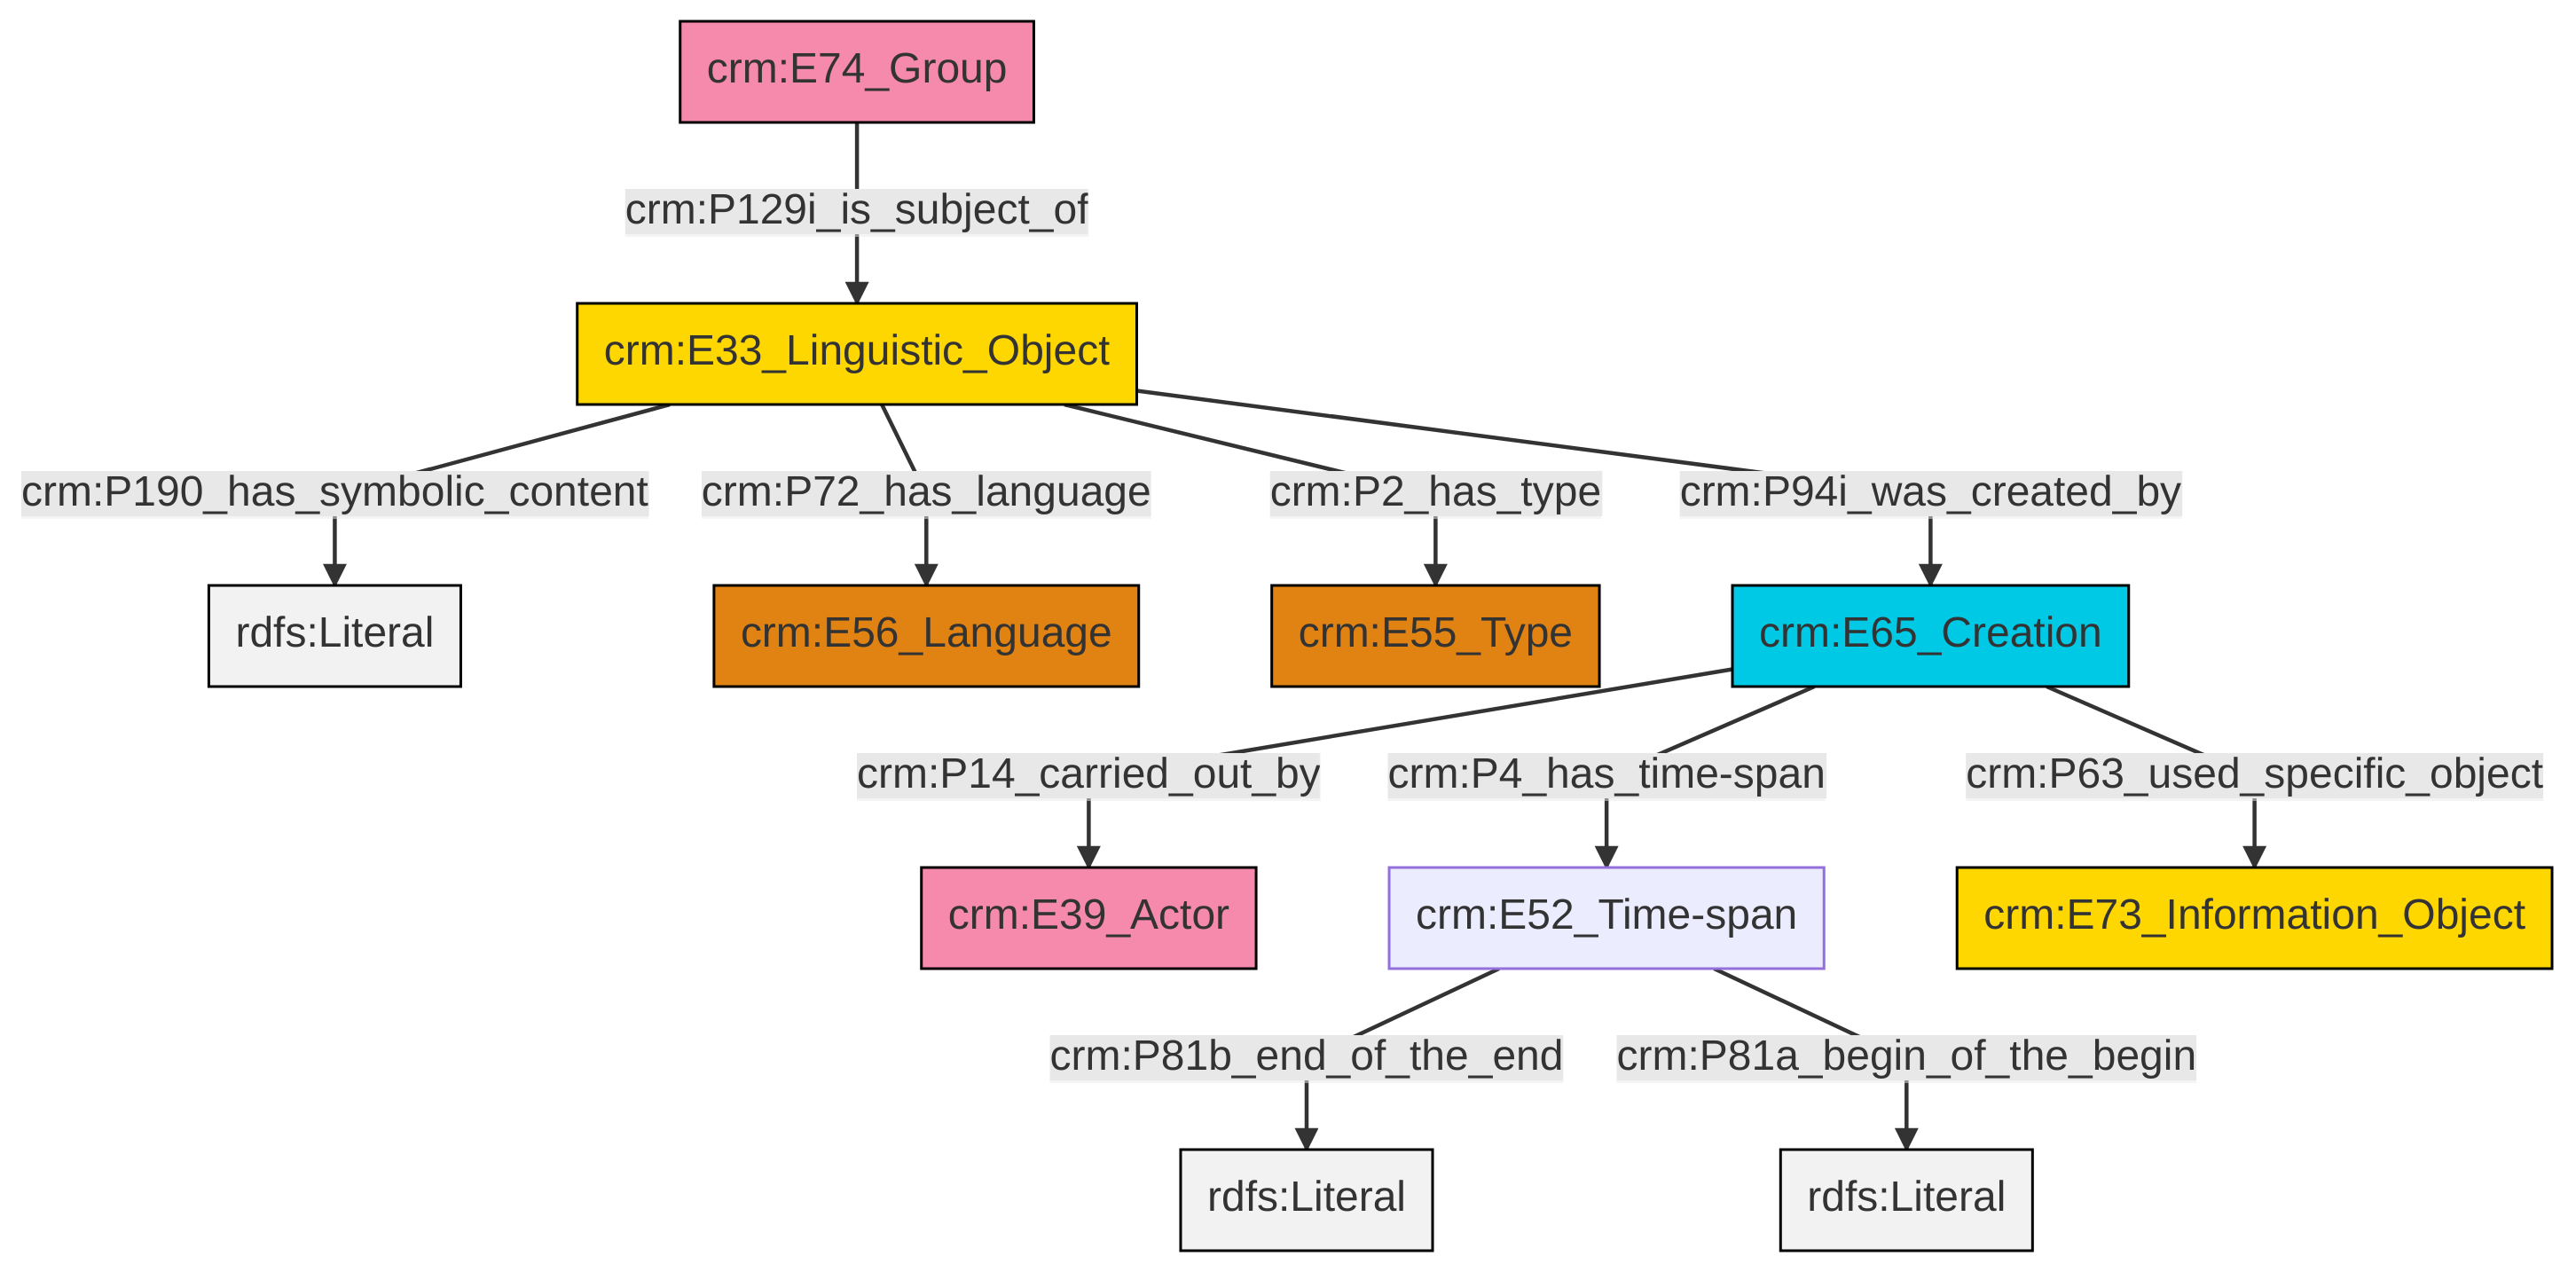 crm:E74_Group
crm:P129i_is_subject_of
crm:E33_Linguistic_Object
crm:P190_has_symbolic_content
crm:P72_has_language
crm:P2_has_type
crm:P94i_was_created_by
rdfs:Literal
crm:E56_Language
crm:E55_Type
crm:E65_Creation
crm:P14_carried_out_by
crm:P4_has_time-span
crm:P63_used_specific_object
crm:E39_Actor
crm:E52_Time-span
crm:E73_Information_Object
crm:P81b_end_of_the_end
crm:P81a_begin_of_the_begin
rdfs:Literal
rdfs:Literal